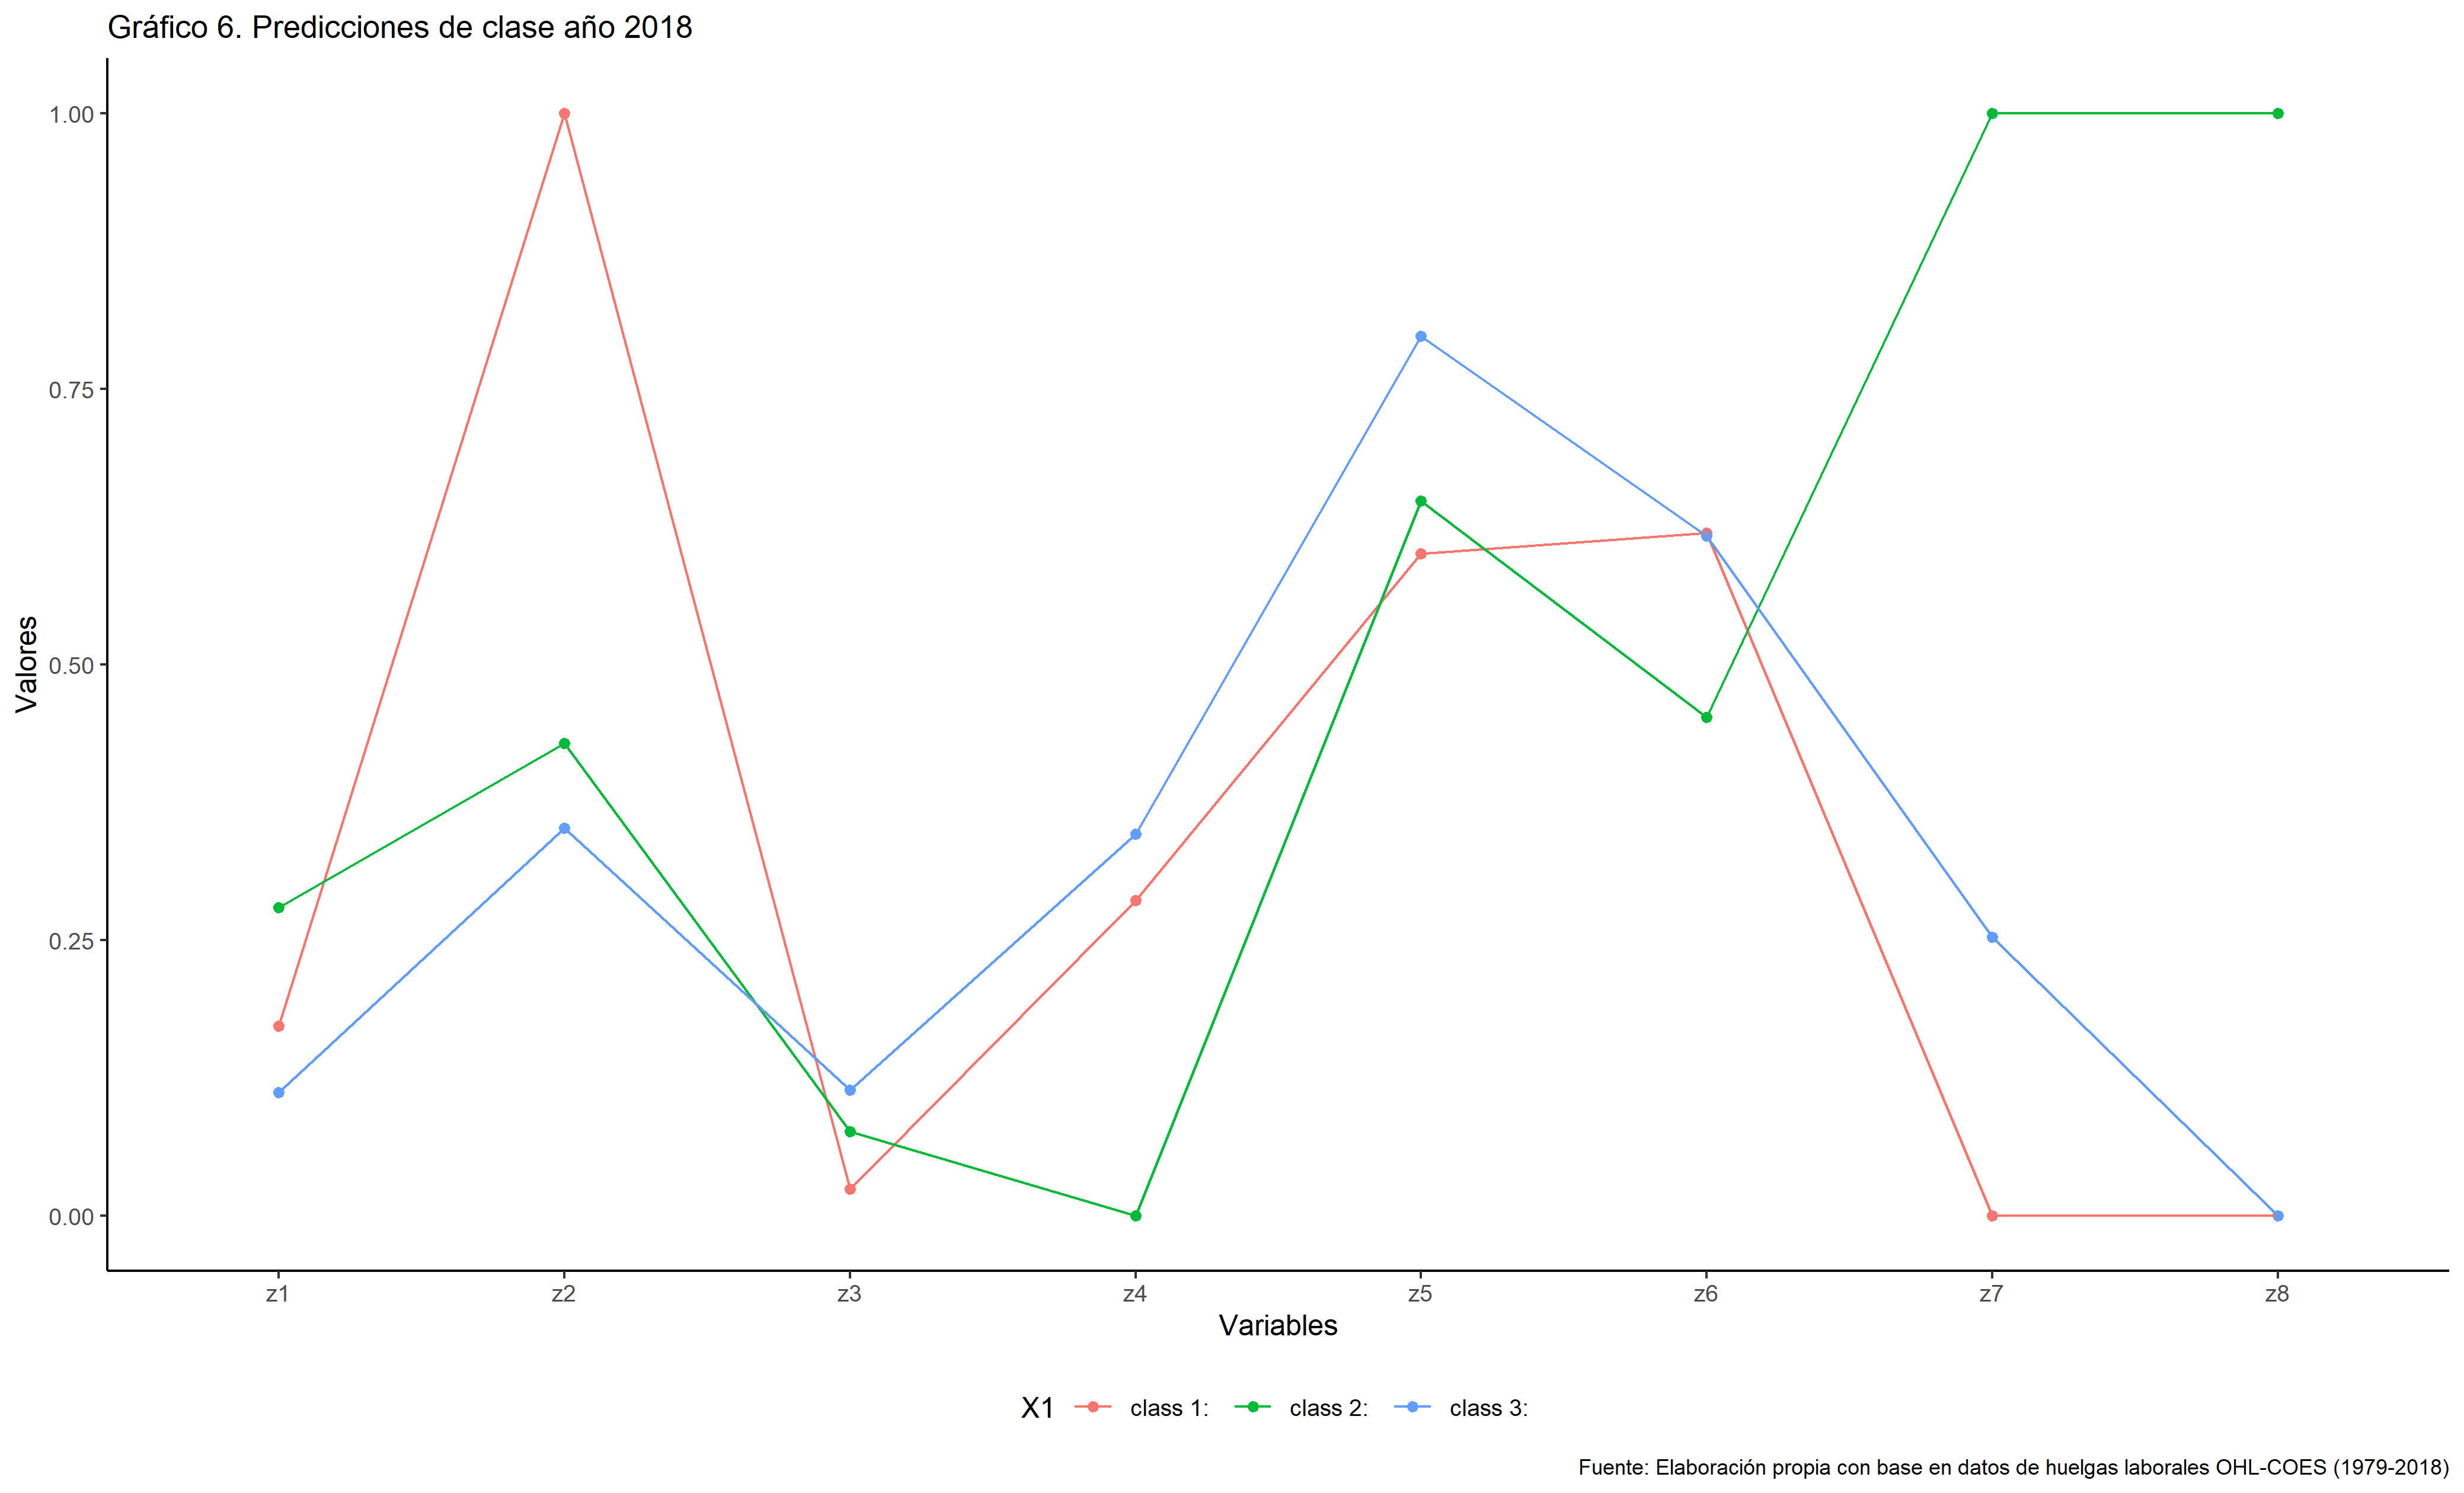 Gráfico 6. Predicciones de clase año 2018
1.00
0.75
0.50
0.25
0.00
Valores
z1 z2 z3 z4 z5 z6 z7 z8
Variables
X1 class 1: class 2: class 3:
Fuente: Elaboración propia con base en datos de huelgas laborales OHL-COES (1979-2018)